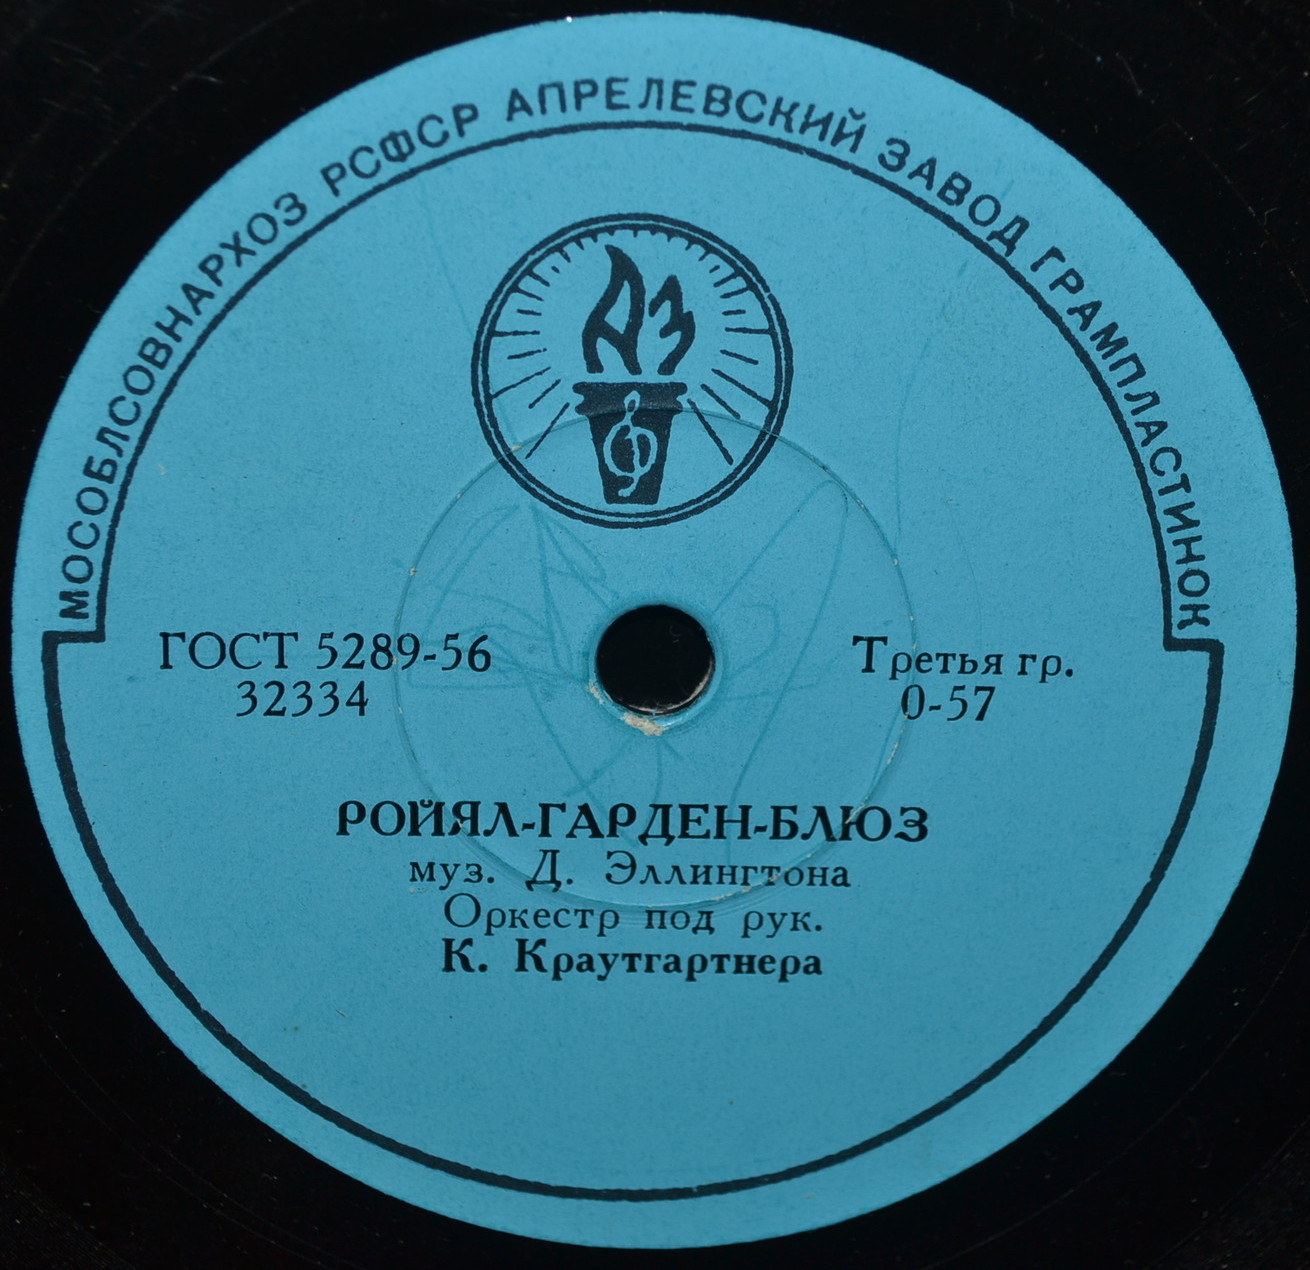 МОСОБЛСОВНАРХОЗ РСФСР АПРЕЛЕВСКИЙ ЗАВОД ГРАМПЛАСТИНОК
АЗ
ГОСТ 5289-56
32334
Третья гр.
0-57
РОЙЯЛ-ГАРДЕН-БЛЮЗ
муз. Д. Эллингтона
Оркестр под рук.
К. Краутгартнера